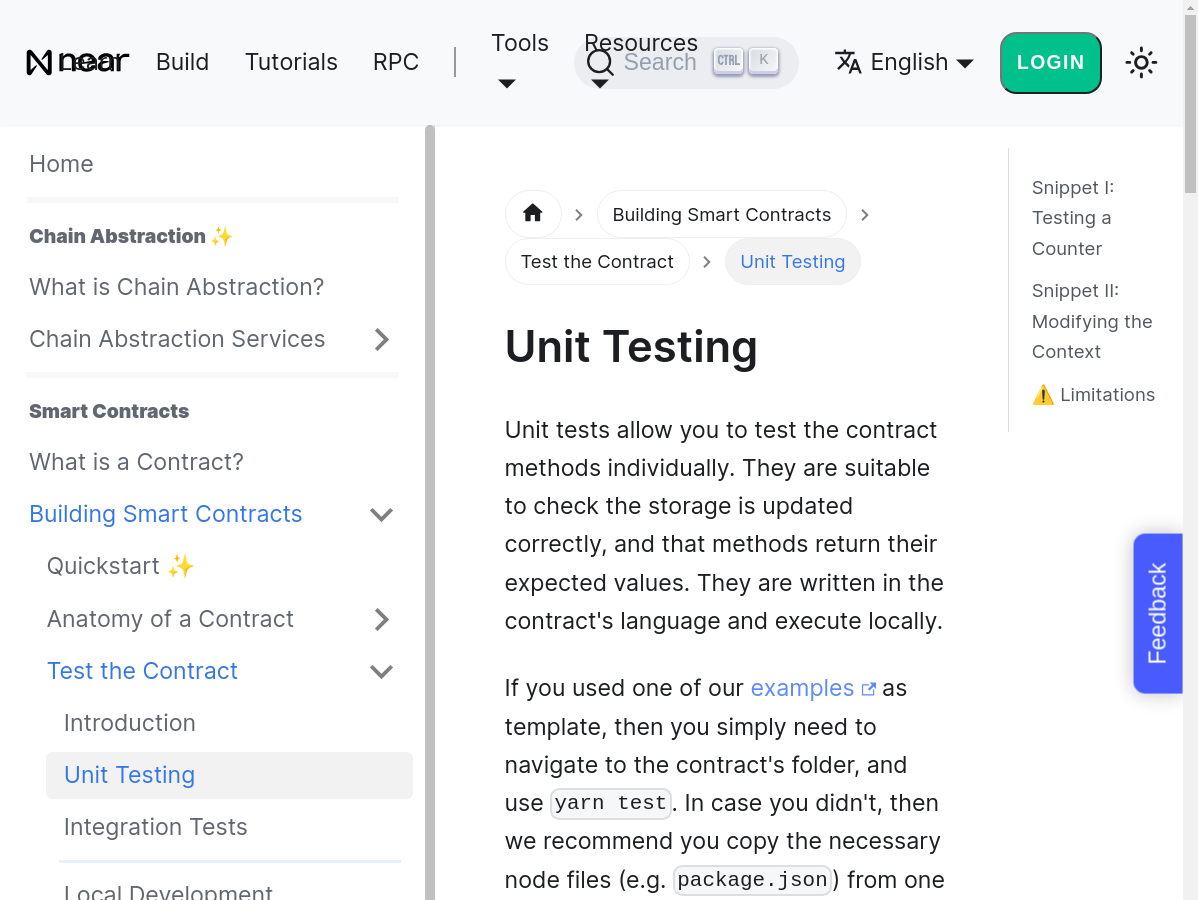 near
Learn
Build
Tutorials
RPC
Tools
Resources
Search
CTRL
K
English
LOGIN
Home
Chain Abstraction ✨
What is Chain Abstraction?
Chain Abstraction Services
Smart Contracts
What is a Contract?
Building Smart Contracts
Quickstart ✨
Anatomy of a Contract
Test the Contract
Introduction
Unit Testing
Integration Tests
Local Development
Building Smart Contracts
Test the Contract
Unit Testing
Unit Testing
Unit tests allow you to test the contract
methods individually. They are suitable
to check the storage is updated
correctly, and that methods return their
expected values. They are written in the
contract's language and execute locally.
If you used one of our examples as
template, then you simply need to
navigate to the contract's folder, and
use yarn test. In case you didn't, then
we recommend you copy the necessary
node files (e.g. package.json) from one
Snippet I:
Testing a
Counter
Snippet II:
Modifying the
Context
⚠️ Limitations
Feedback